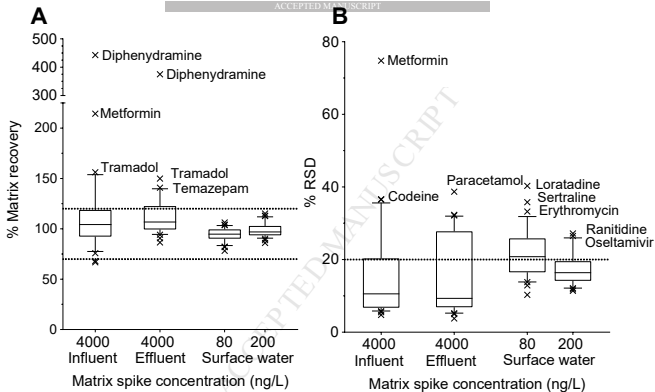 ACCEPTED MANUSCRIPT
A
500
400
300
200
150
100
50
0
% Matrix recovery
Diphenydramine
Diphenydramine
Metformin
Tramadol
Tramadol
Temazepam
4000 4000 80 200
Influent Effluent Surface water
Matrix spike concentration (ng/L)
B
80
60
40
20
0
% RSD
Metformin
Codeine
Paracetamol
Loratadine
Sertraline
Erythromycin
Ranitidine
Oseltamivir
4000 4000 80 200
Influent Effluent Surface water
Matrix spike concentration (ng/L)
ACCEPTED MANUSCRIPT